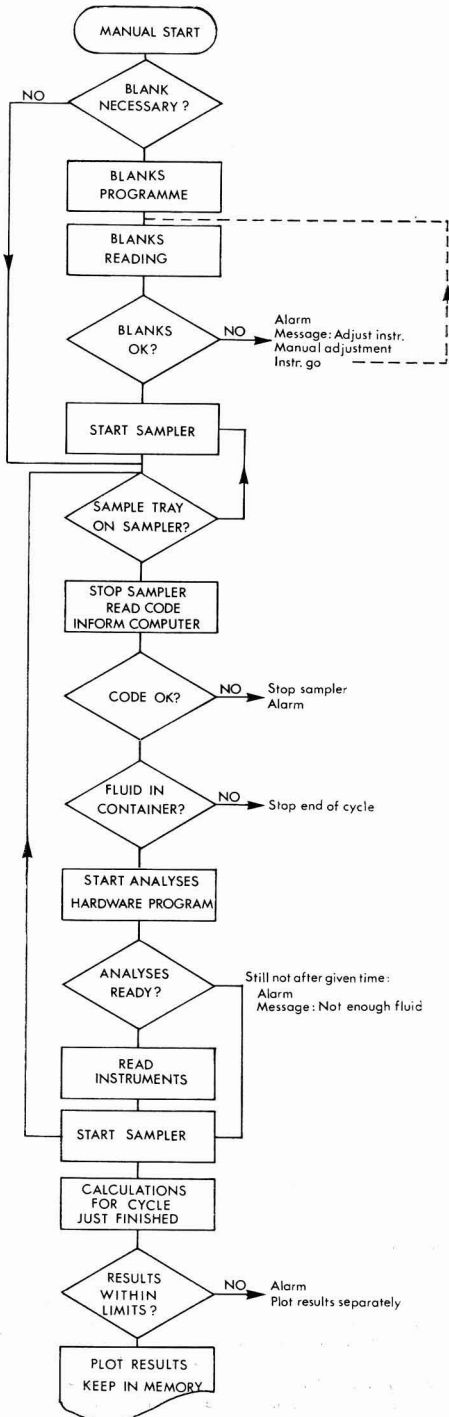 MANUAL START
NO
BLANK
NECESSARY?
BLANKS
PROGRAMME
BLANKS
READING
BLANKS
OK?
NO
Alarm
Message: Adjust instr.
Manual adjustment
Instr. go
START SAMPLER
SAMPLE TRAY
ON SAMPLER?
STOP SAMPLER
READ CODE
INFORM COMPUTER
CODE OK?
NO
Stop sampler
Alarm
FLUID IN
CONTAINER?
NO
Stop end of cycle
START ANALYSES
HARDWARE PROGRAM
ANALYSES
READY?
Still not after given time:
Alarm
Message: Not enough fluid
READ
INSTRUMENTS
START SAMPLER
CALCULATIONS
FOR CYCLE
JUST FINISHED
RESULTS
WITHIN
LIMITS?
NO
Alarm
Plot results separately
PLOT RESULTS
KEEP IN MEMORY